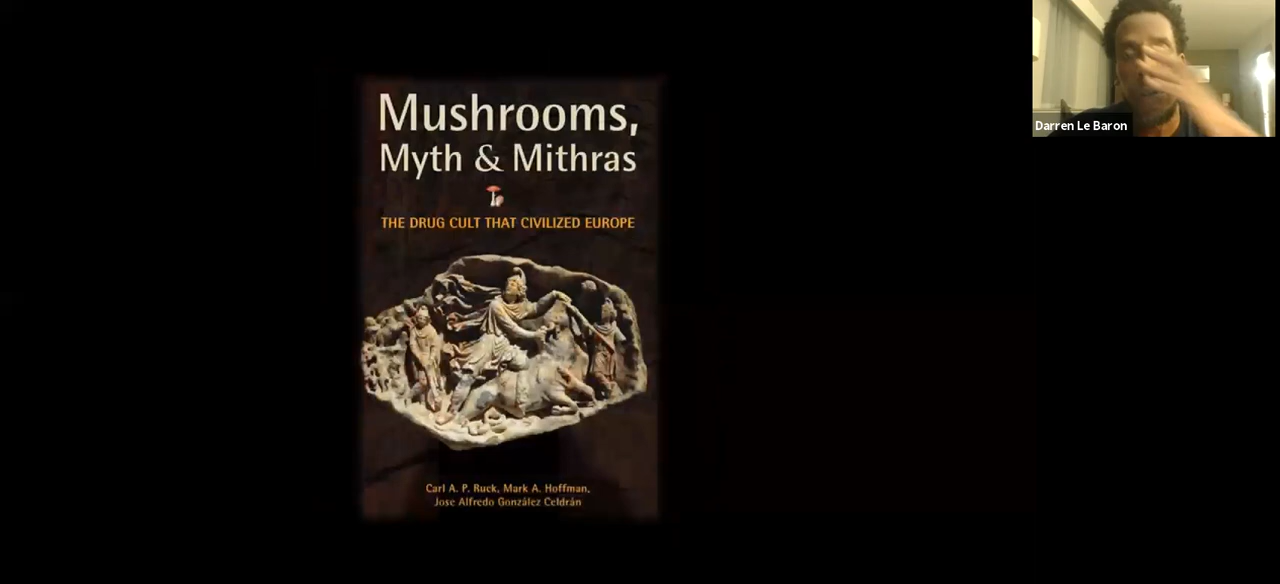 Mushrooms,
Myth & Mithras
THE DRUG CULT THAT CIVILIZED EUROPE
Carl A. P. Ruck, Mark A. Hoffman,
Jose Alfredo González Celdrán
Darren Le Baron